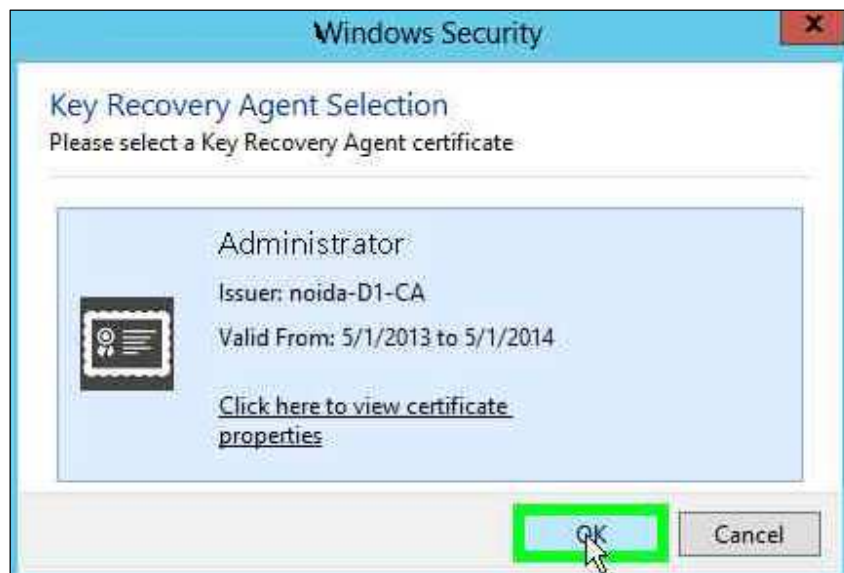 Windows Security
x
Key Recovery Agent Selection
Please select a Key Recovery Agent certificate
Administrator
Issuer: noida-D1-CA
Valid From: 5/1/2013 to 5/1/2014
Click here to view certificate
properties
OK
Cancel